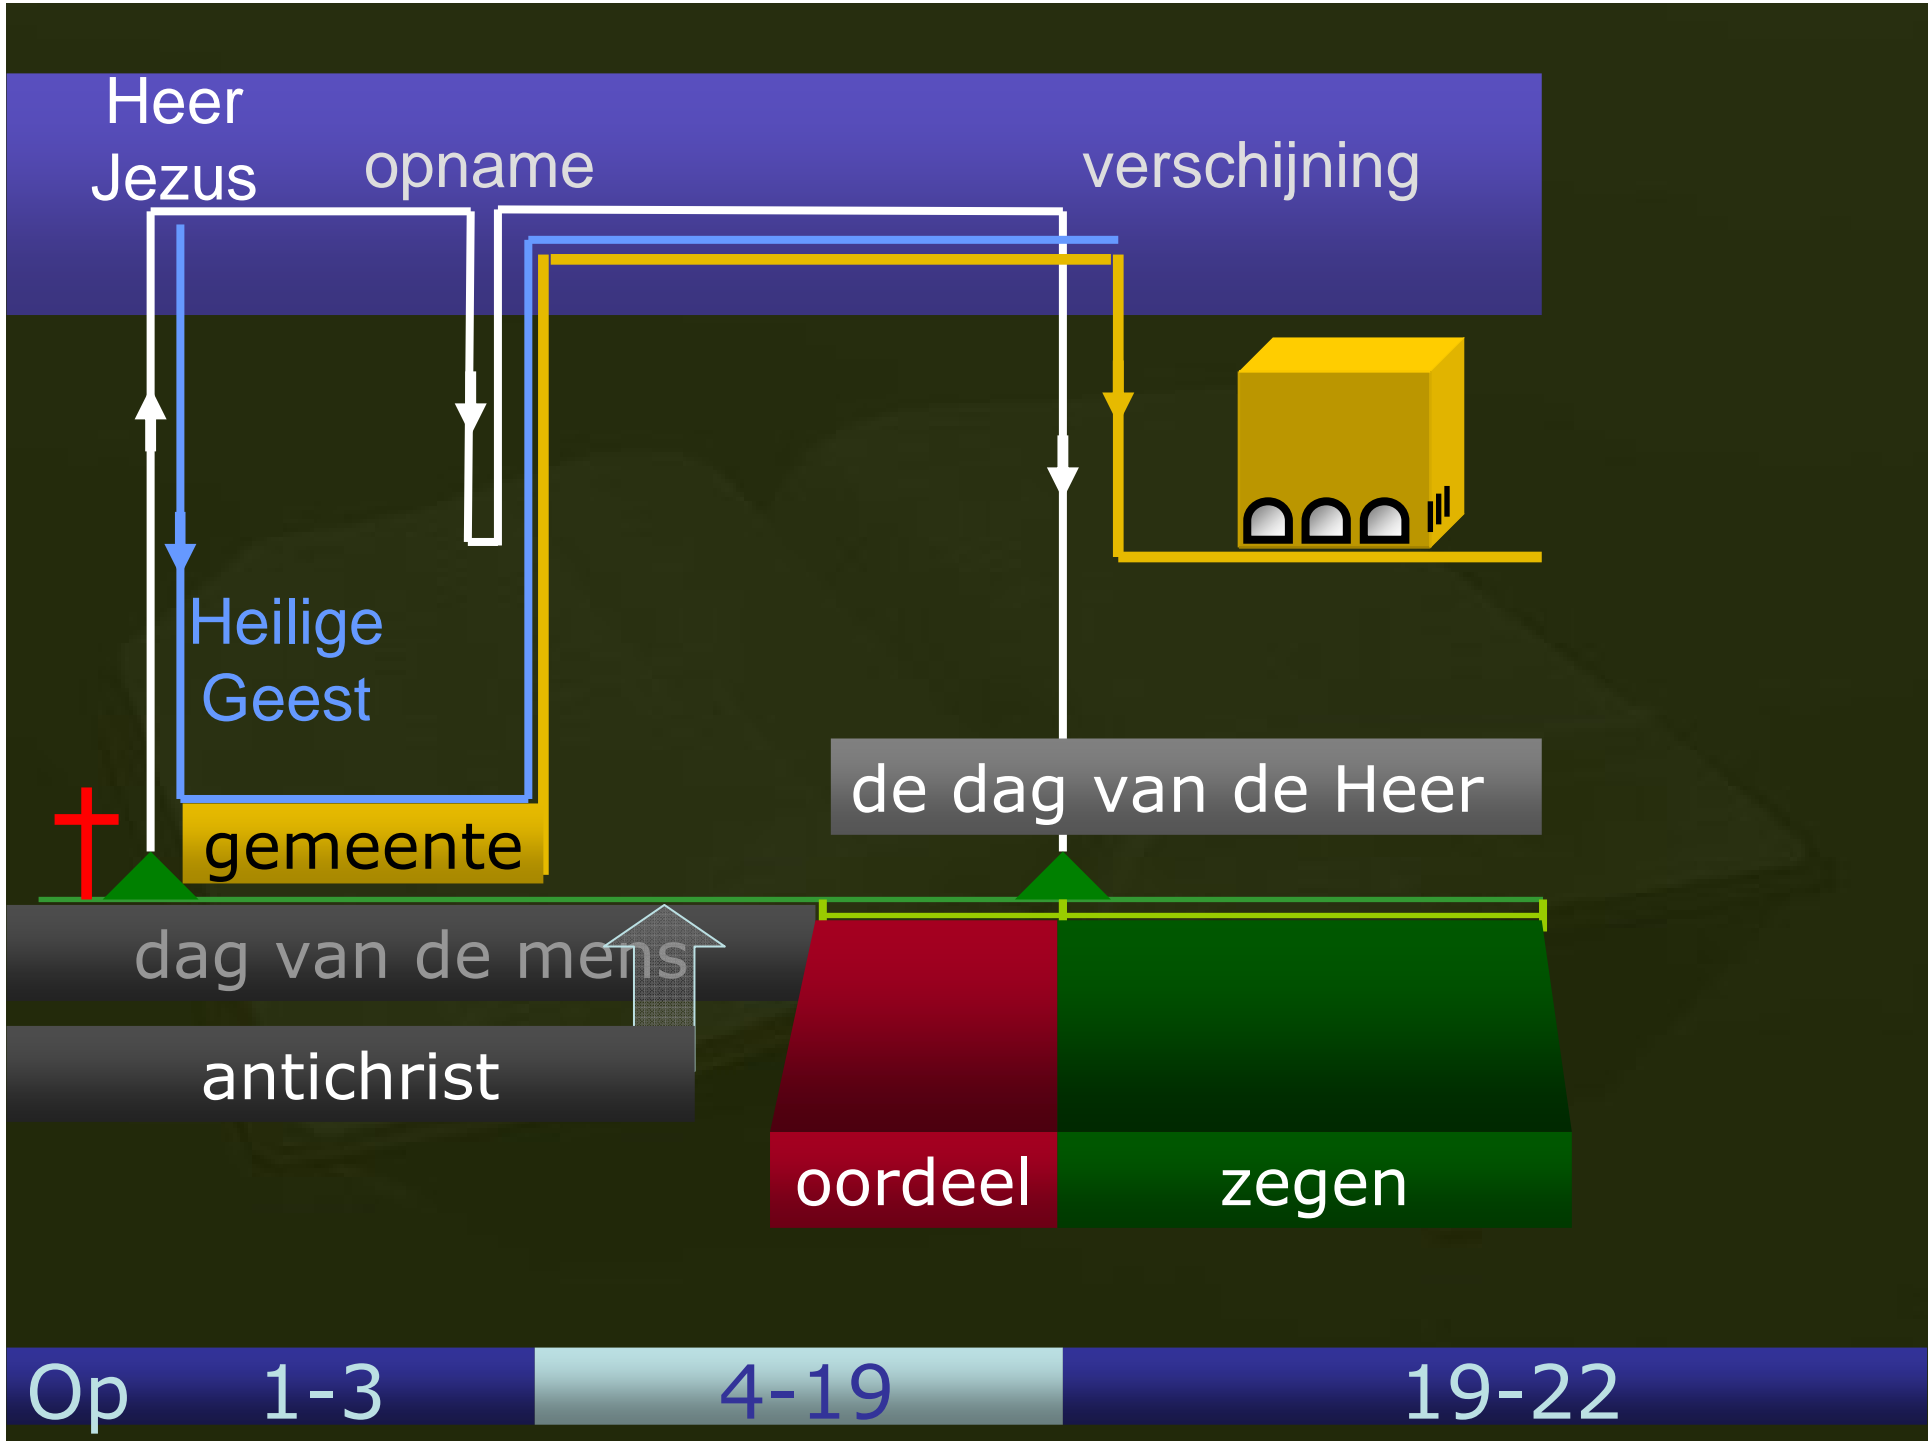 Heer
Jezus
opname
verschijning
Heilige
Geest
de dag van de Heer
gemeente
dag van de mens
antichrist
oordeel
zegen
Op 1-3 4-19 19-22